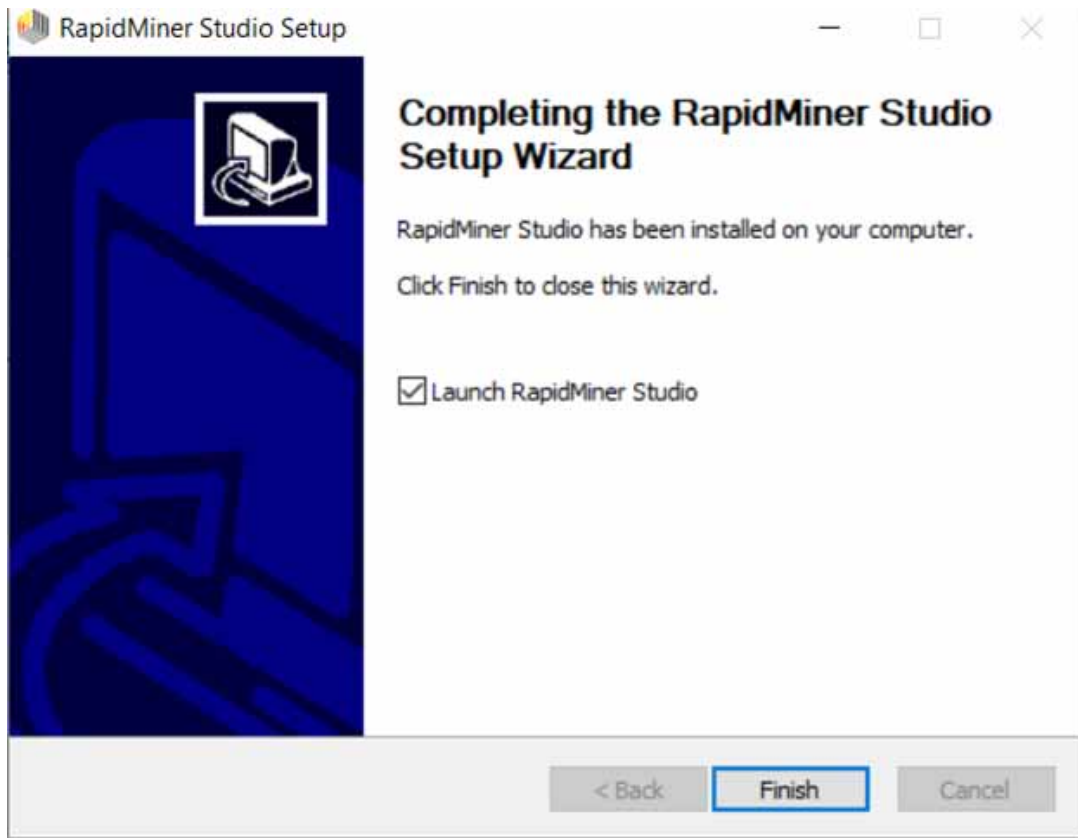 RapidMiner Studio Setup
Completing the RapidMiner Studio
Setup Wizard
RapidMiner Studio has been installed on your computer.
Click Finish to close this wizard.
Launch RapidMiner Studio
< Back Finish Cancel